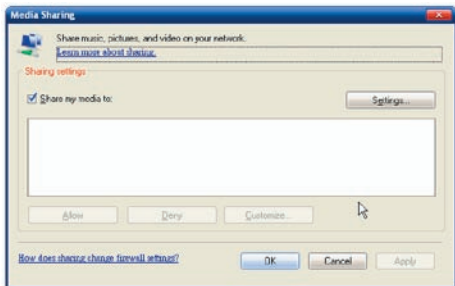 Media Sharing
Share music, pictures, and video on your network.
Learn more about sharing.
Sharing settings
Share my media to:
Settings...
Allow
Deny
Customize...
How does sharing change firewall settings?
OK
Cancel
Apply